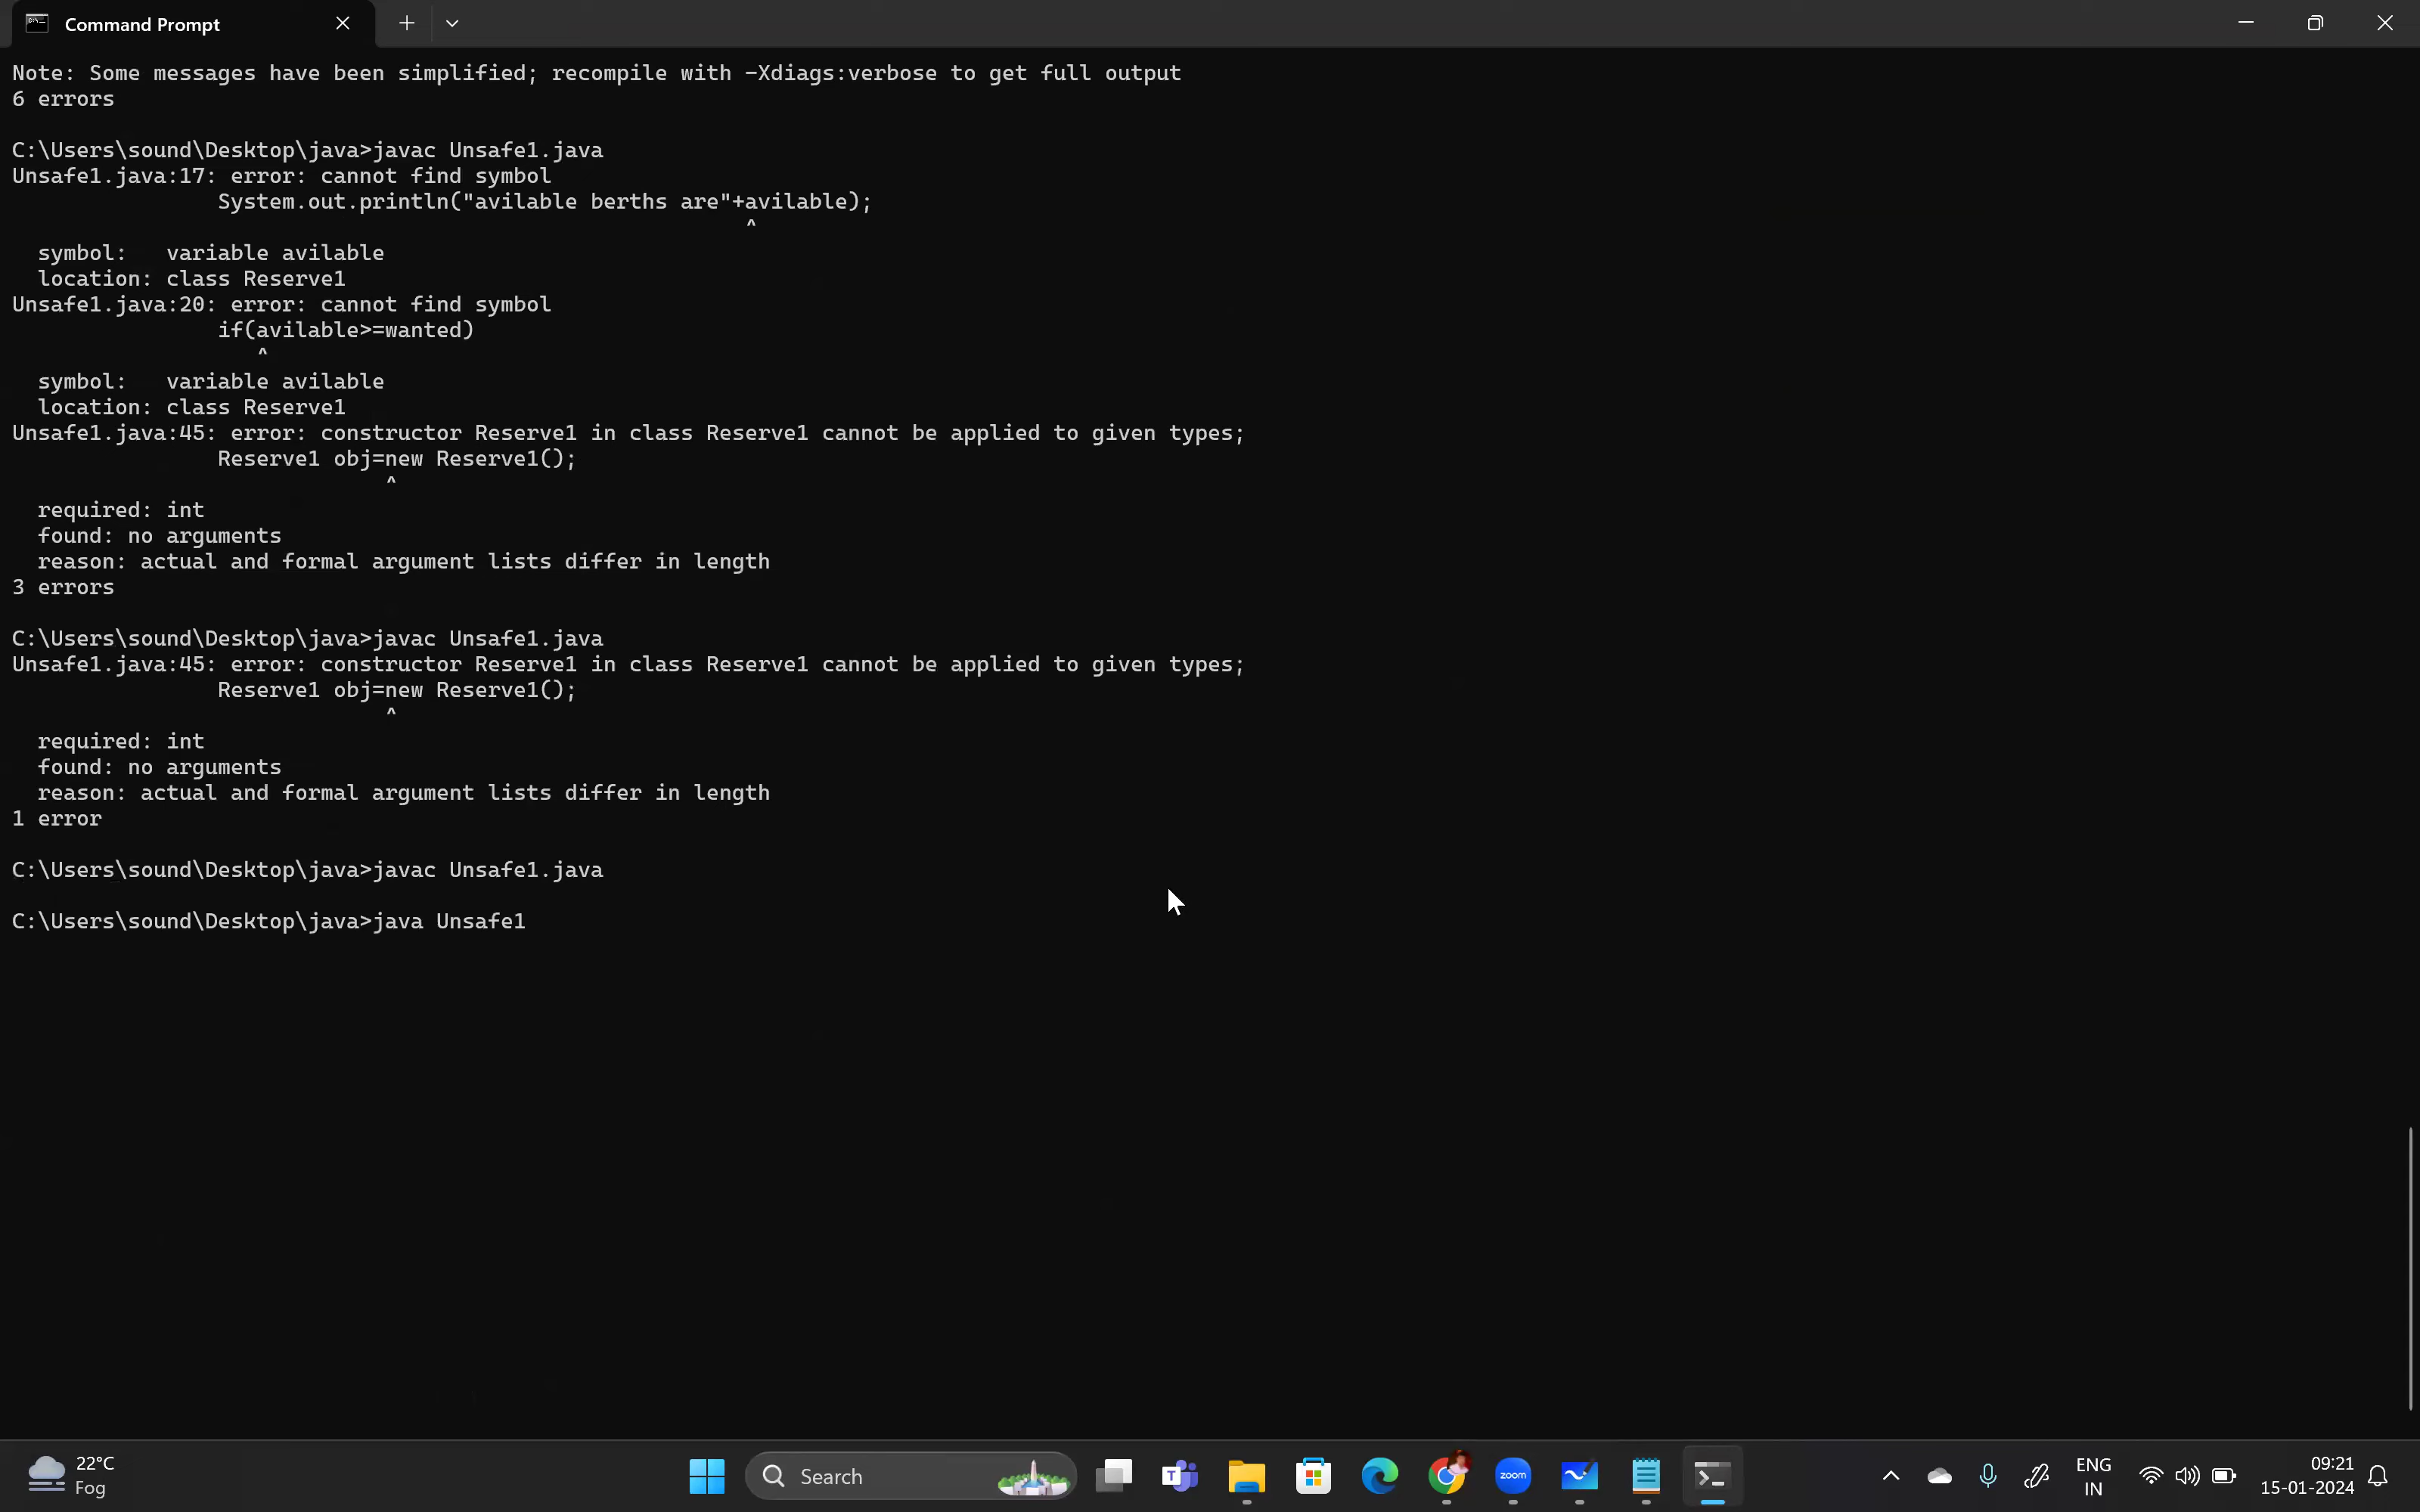 Command Prompt
Note: Some messages have been simplified; recompile with -Xdiags:verbose to get full output
6 errors
C:\Users\sound\Desktop\java>javac Unsafe1.java
Unsafe1.java:17: error: cannot find symbol
System.out.println("avilable berths are"+avilable);
^
symbol:   variable avilable
location: class Reserve1
Unsafe1.java:20: error: cannot find symbol
if(avilable>=wanted)
^
symbol:   variable avilable
location: class Reserve1
Unsafe1.java:45: error: constructor Reserve1 in class Reserve1 cannot be applied to given types;
Reserve1 obj=new Reserve1();
^
required: int
found: no arguments
reason: actual and formal argument lists differ in length
3 errors
C:\Users\sound\Desktop\java>javac Unsafe1.java
Unsafe1.java:45: error: constructor Reserve1 in class Reserve1 cannot be applied to given types;
Reserve1 obj=new Reserve1();
^
required: int
found: no arguments
reason: actual and formal argument lists differ in length
1 error
C:\Users\sound\Desktop\java>javac Unsafe1.java
C:\Users\sound\Desktop\java>java Unsafe1
22°C
Fog
Search
T
zoom
ENG
IN
09:21
15-01-2024